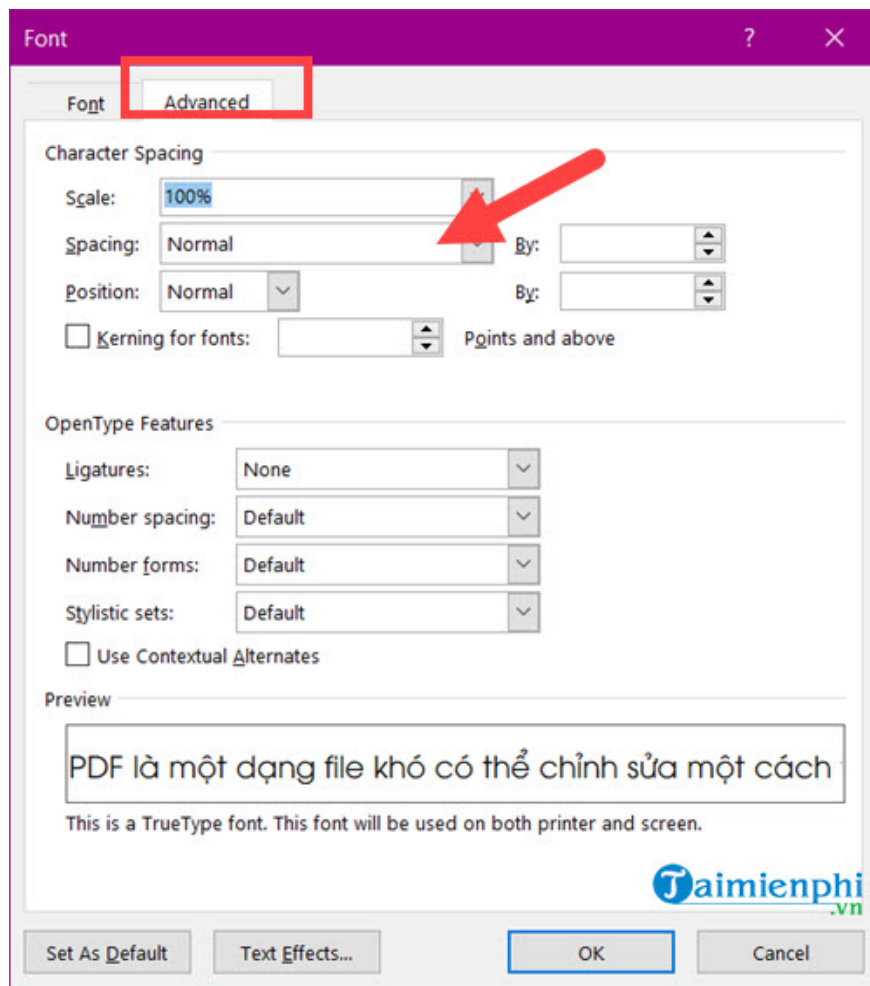 Font ? ×
Font Advanced
Character Spacing
Scale: 100%
Spacing: Normal By:
Position: Normal By:
Kerning for fonts: Points and above
OpenType Features
Ligatures: None
Number spacing: Default
Number forms: Default
Stylistic sets: Default
Use Contextual Alternates
Preview
PDF là một dạng file khó có thể chỉnh sửa một cách
This is a TrueType font. This font will be used on both printer and screen.
Taimienphi
.vn
Set As Default Text Effects... OK Cancel